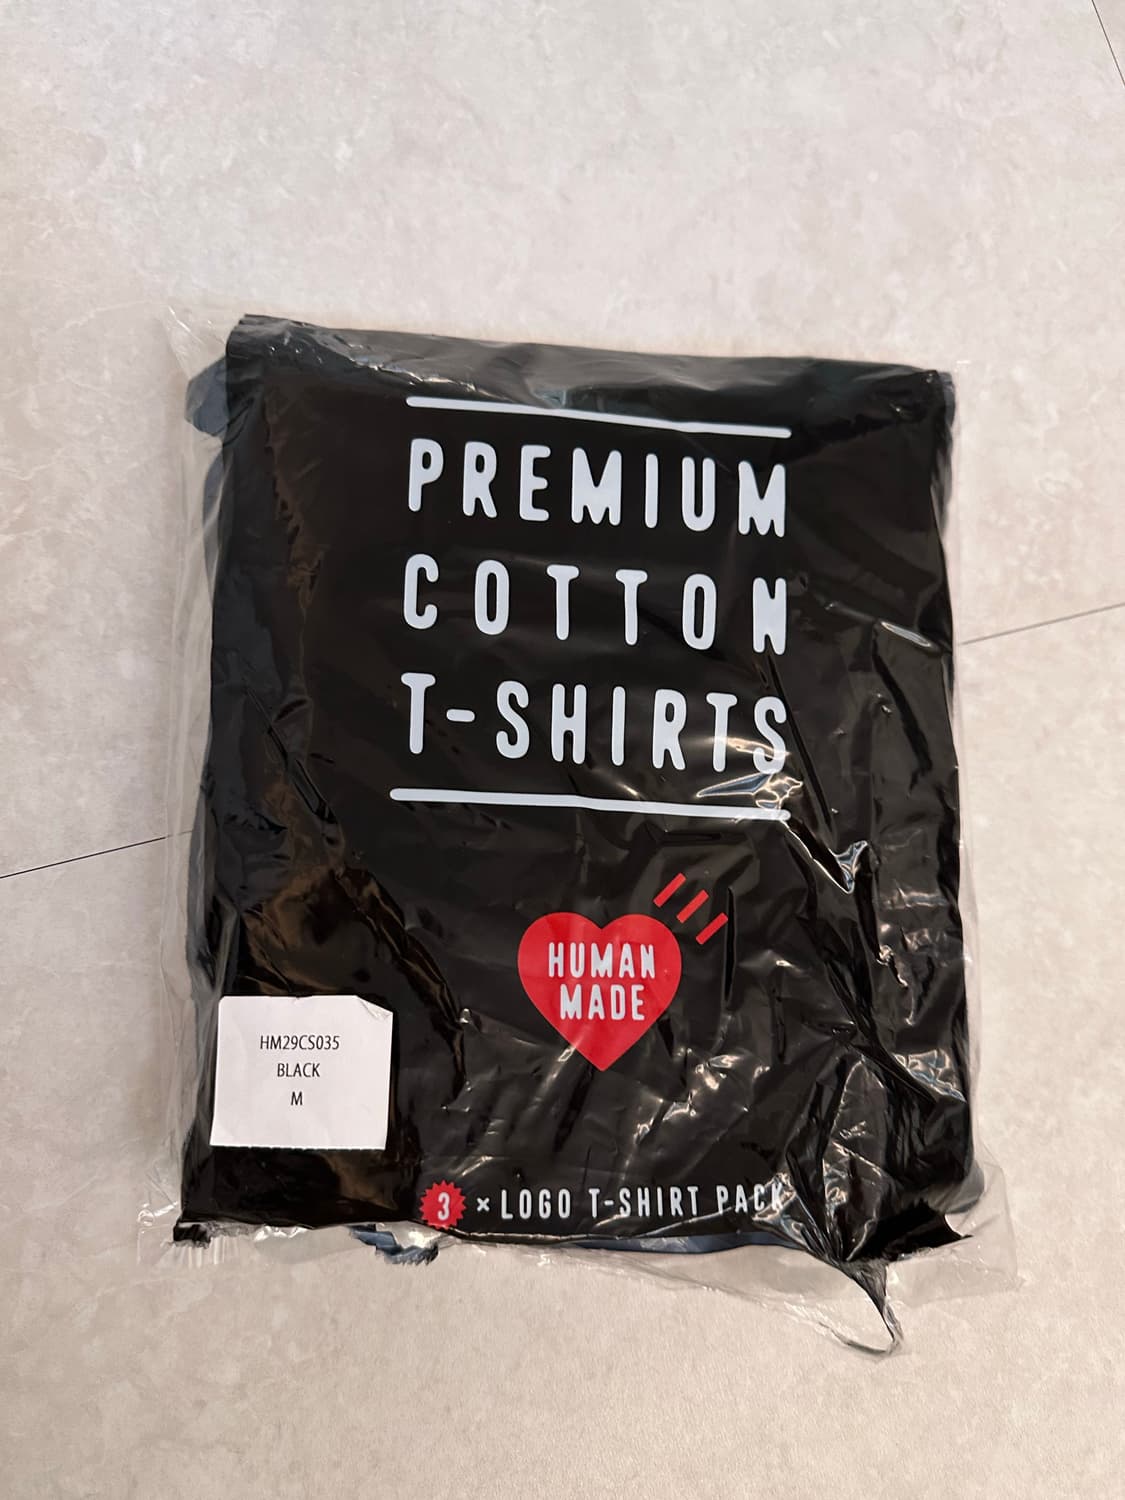 PREMIUM
COTTON
T-SHIRTS
HUMAN
MADE
HM29CS035
BLACK
M
3 × LOGO T-SHIRT PACK